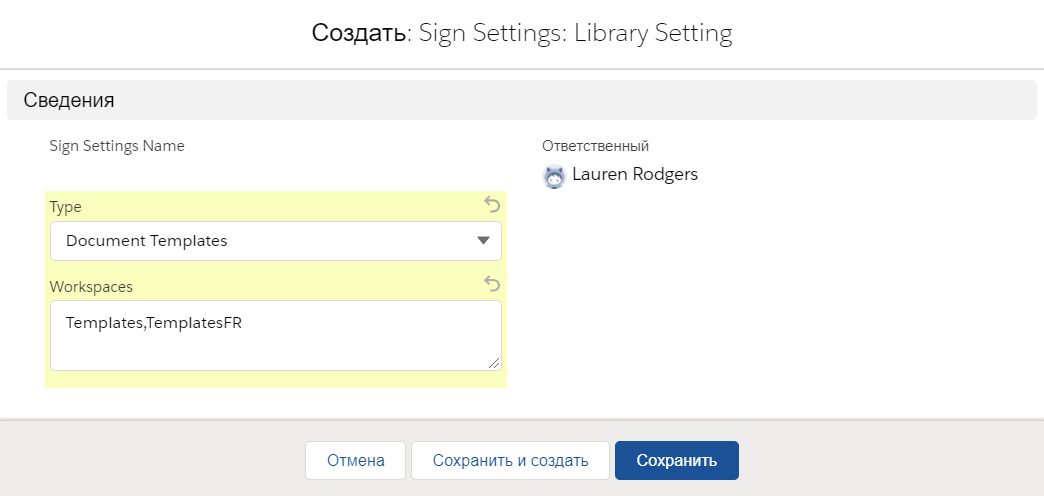 Создать: Sign Settings: Library Setting
Сведения
Sign Settings Name
Ответственный
Lauren Rodgers
Type
Document Templates
Workspaces
Templates,TemplatesFR
Отмена
Сохранить и создать
Сохранить